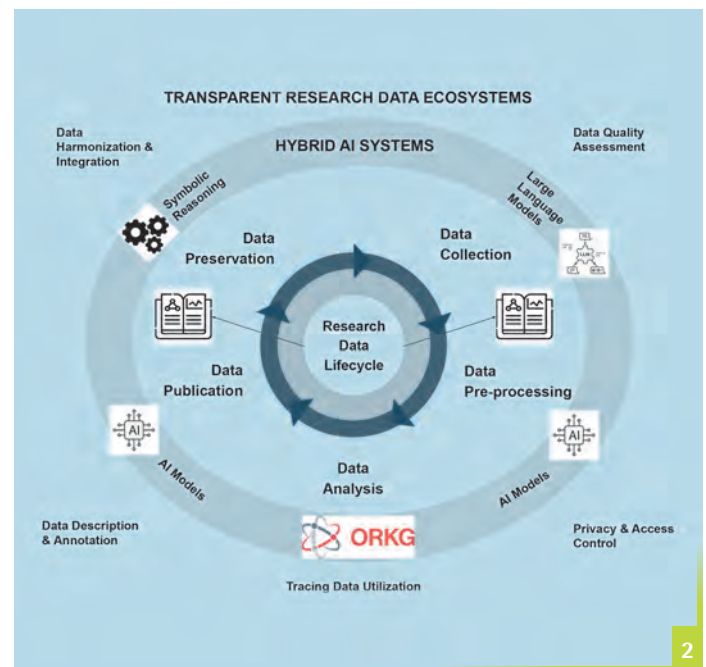 TRANSPARENT RESEARCH DATA ECOSYSTEMS
Data
Harmonization &
Integration
HYBRID AI SYSTEMS
Data Quality
Assessment
Symbolic
Reasoning
Large
Language
Models
LLM
Data
Preservation
Data
Collection
Research
Data
Lifecycle
Data
Publication
Data
Pre-processing
AI
AI
AI Models
Data
Analysis
AI Models
ORKG
Data Description
& Annotation
Privacy & Access
Control
Tracing Data Utilization
2